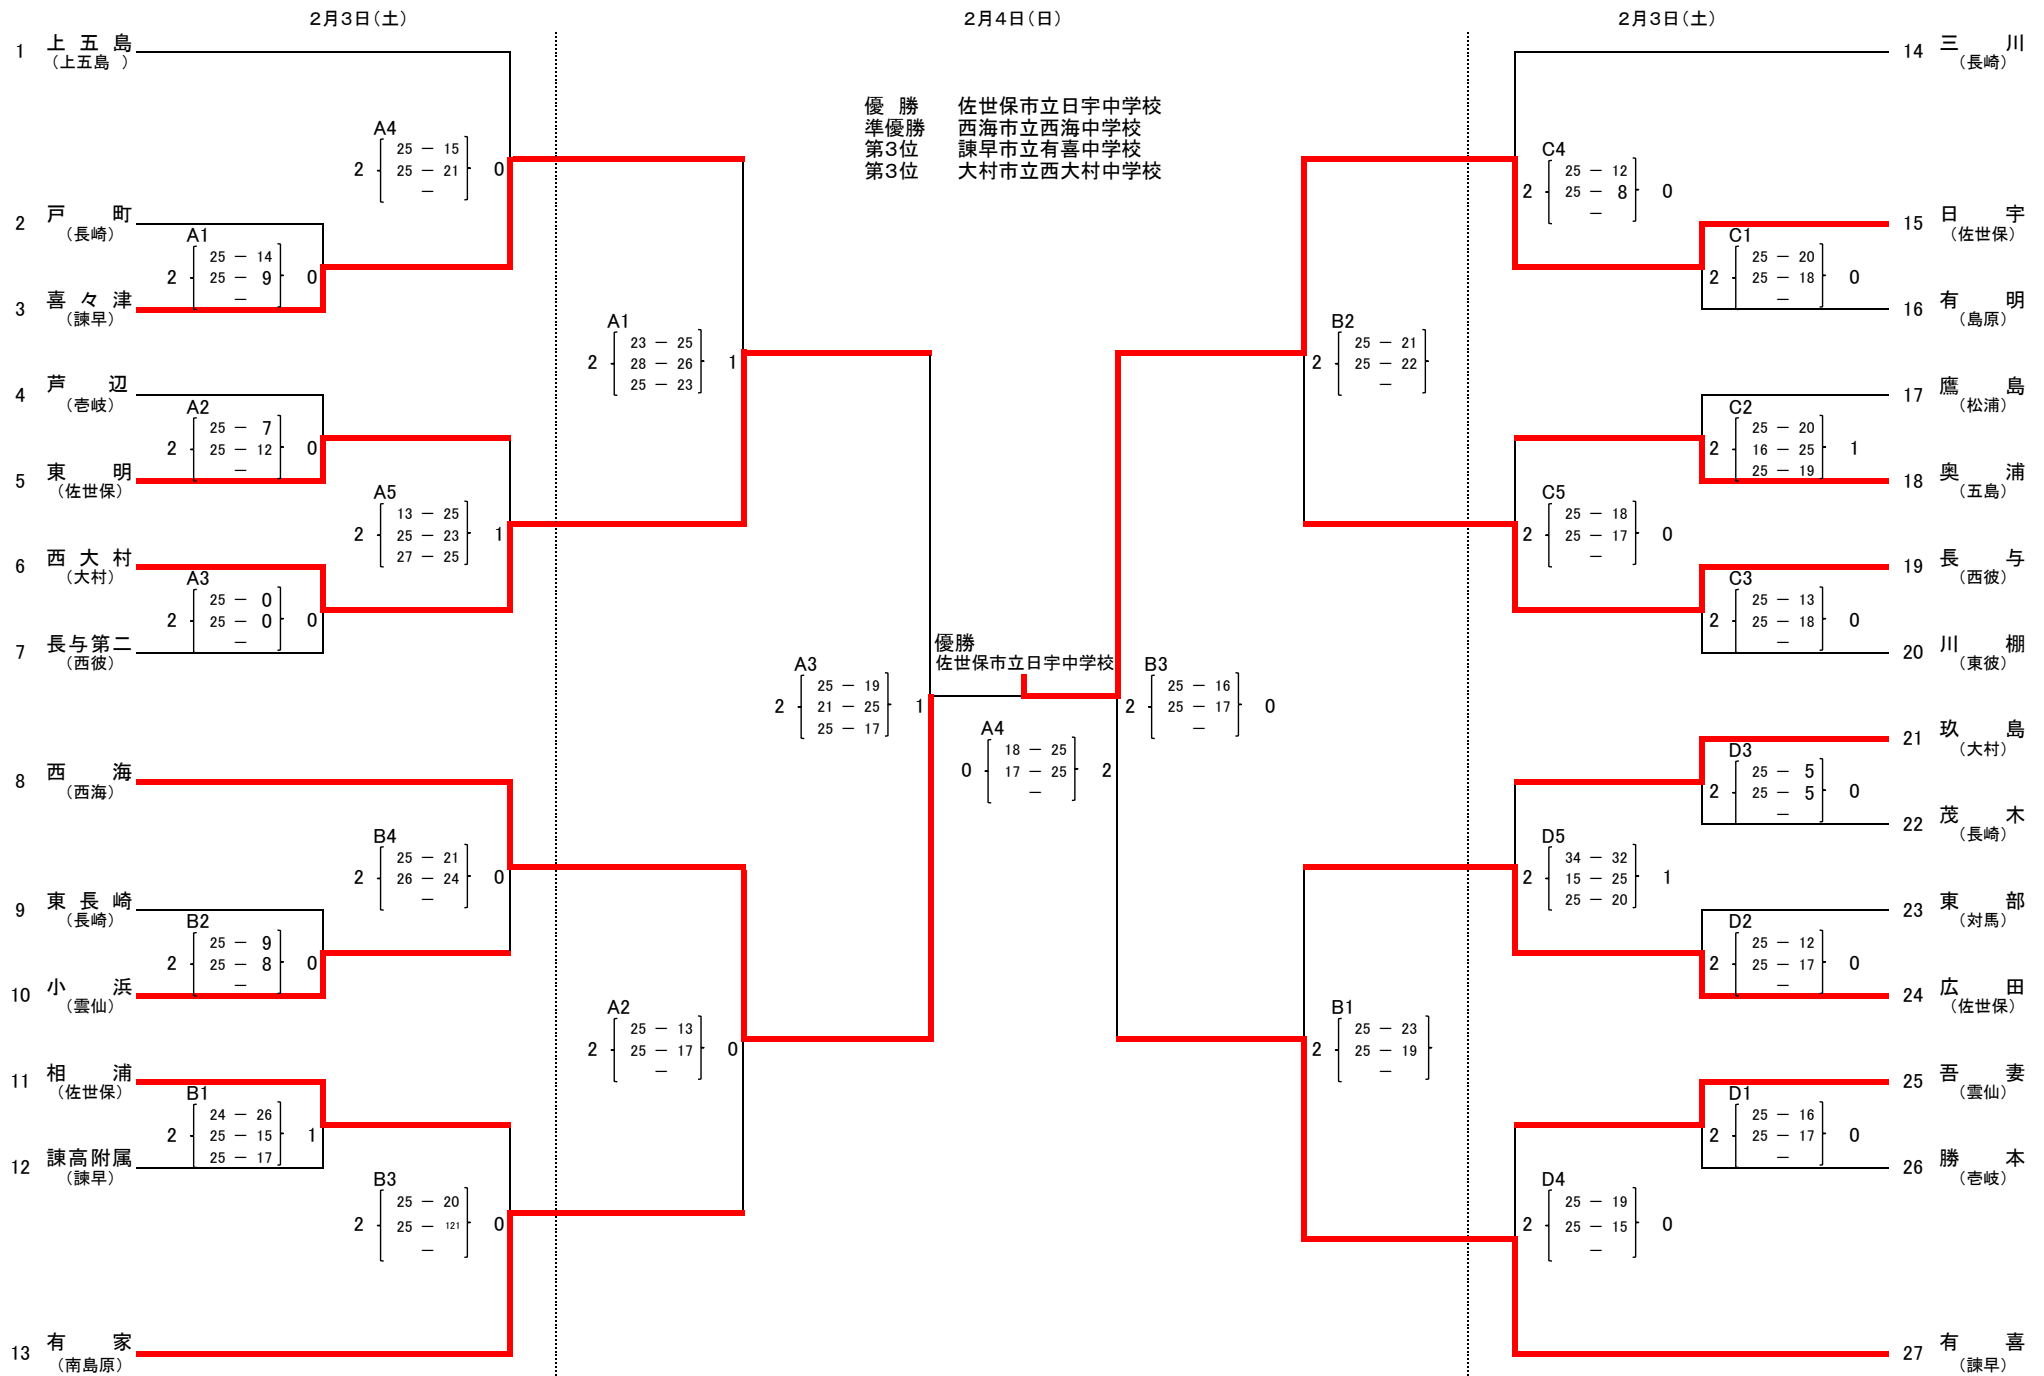 2月3日(土)
2月4日(日)
2月3日(土)
優 勝 佐世保市立日宇中学校
準優勝 西海市立西海中学校
第3位 諫早市立有喜中学校
第3位 大村市立西大村中学校
1 上五島
(上五島 )
A4
25 － 15
2 25 － 21 0
－
2 戸 町
(長崎)
A1
25 － 14
2 25 － 9 0
－
3 喜々津
(諫早)
A1
23 － 25
2 28 － 26 1
25 － 23
4 芦 辺
(壱岐)
A2
25 － 7
2 25 － 12 0
－
5 東 明
(佐世保)
A5
13 － 25
2 25 － 23 1
27 － 25
6 西大村
(大村)
A3
25 － 0
2 25 － 0 0
－
7 長与第二
(西彼)
A3
25 － 19
2 21 － 25 1
25 － 17
8 西 海
(西海)
B4
25 － 21
2 26 － 24 0
－
9 東長崎
(長崎)
B2
25 － 9
2 25 － 8 0
－
10 小 浜
(雲仙)
A2
25 － 13
2 25 － 17 0
－
11 相 浦
(佐世保)
B1
24 － 26
2 25 － 15 1
25 － 17
12 諫高附属
(諫早)
B3
25 － 20
2 25 － 121 0
－
13 有 家
(南島原)
優勝
佐世保市立日宇中学校
A4
18 － 25
0 17 － 25 2
－
14 三 川
(長崎)
C4
25 － 12
2 25 － 8 0
－
15 日 宇
(佐世保)
C1
25 － 20
2 25 － 18 0
－
16 有 明
(島原)
B2
25 － 21
2 25 － 22
－
17 鷹 島
(松浦)
C2
25 － 20
2 16 － 25 1
25 － 19
18 奥 浦
(五島)
C5
25 － 18
2 25 － 17 0
－
19 長 与
(西彼)
C3
25 － 13
2 25 － 18 0
－
20 川 棚
(東彼)
B3
25 － 16
2 25 － 17 0
－
21 玖 島
(大村)
D3
25 － 5
2 25 － 5 0
－
22 茂 木
(長崎)
D5
34 － 32
2 15 － 25 1
25 － 20
23 東 部
(対馬)
D2
25 － 12
2 25 － 17 0
－
24 広 田
(佐世保)
B1
25 － 23
2 25 － 19
－
25 吾 妻
(雲仙)
D1
25 － 16
2 25 － 17 0
－
26 勝 本
(壱岐)
D4
25 － 19
2 25 － 15 0
－
27 有 喜
(諫早)